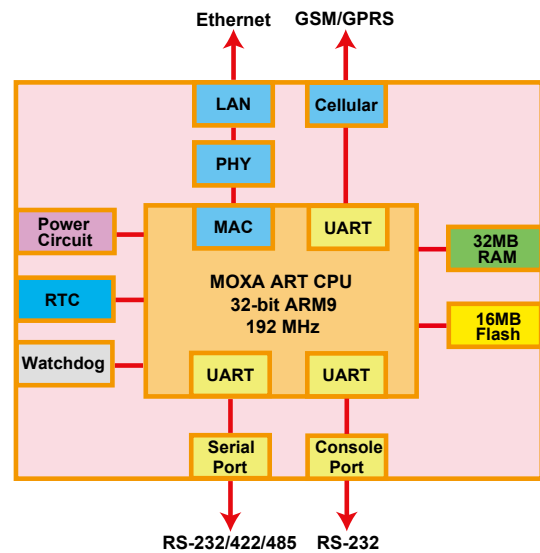 Ethernet
GSM/GPRS
LAN
Cellular
PHY
MAC
UART
Power
Circuit
32MB
RAM
MOXA ART CPU
32-bit ARM9
192 MHz
RTC
16MB
Flash
Watchdog
UART
UART
Serial
Port
Console
Port
RS-232/422/485
RS-232